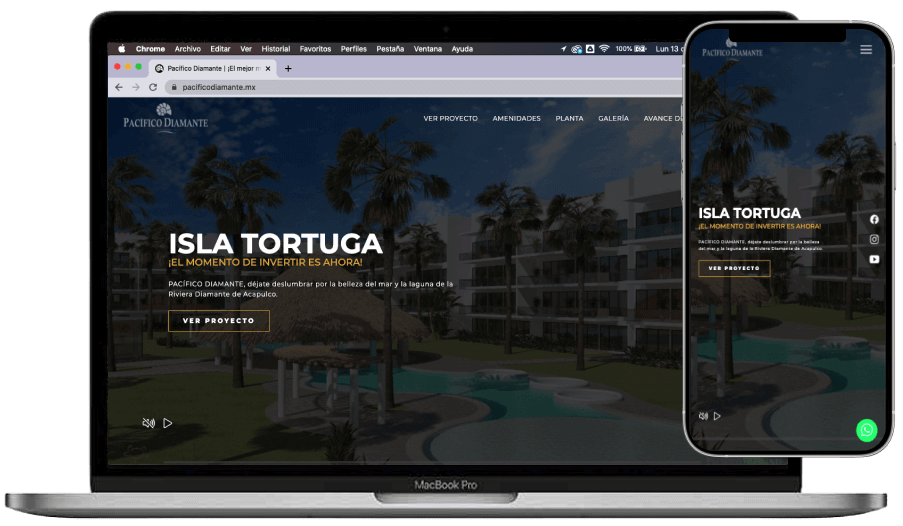 Chrome Archivo Editar Ver Historial Favoritos Perfiles Pestaña Ventana Ayuda 100% Lun 13
Pacífico Diamante | ¡El mejor m
pacificodiamante.mx
PACIFICO DIAMANTE
VER PROYECTO AMENIDADES PLANTA GALERÍA AVANCE
ISLA TORTUGA
¡EL MOMENTO DE INVERTIR ES AHORA!
PACÍFICO DIAMANTE, déjate deslumbrar por la belleza del mar y la laguna de la
Riviera Diamante de Acapulco.
VER PROYECTO
MacBook Pro
PACIFICO DIAMANTE
ISLA TORTUGA
¡EL MOMENTO DE INVERTIR ES AHORA!
PACÍFICO DIAMANTE, déjate deslumbrar por la belleza
del mar y la laguna de la Riviera Diamante de Acapulco.
VER PROYECTO